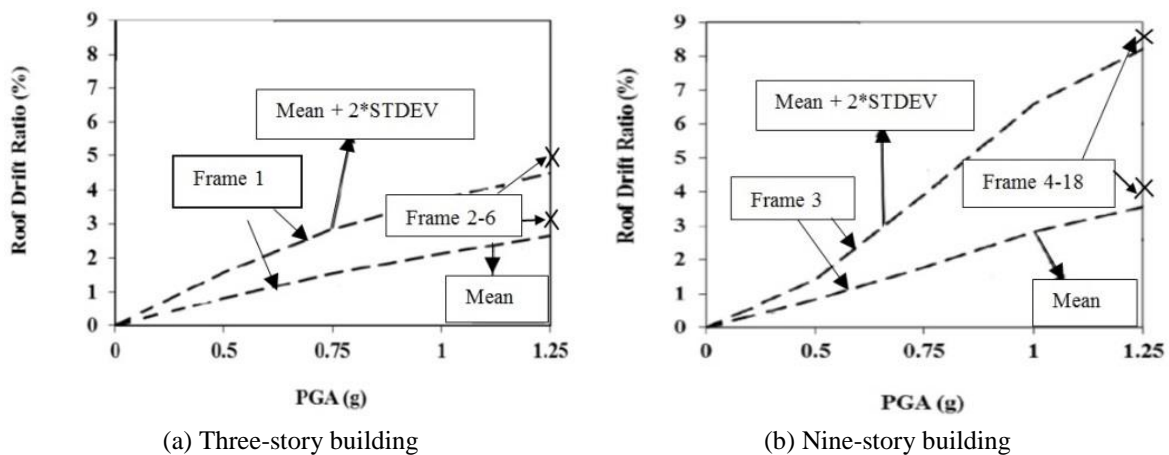 9
8
7
6
5
4
3
2
1
0
Roof Drift Ratio (%)
Mean + 2*STDEV
Frame 1
Frame 2-6
Mean
0
0.5
0.75
1
1.25
PGA (g)
(a) Three-story building
9
8
7
6
5
4
3
2
1
0
Roof Drift Ratio (%)
Mean + 2*STDEV
Frame 4-18
Frame 3
Mean
0
0.5
0.75
1
1.25
PGA (g)
(b) Nine-story building